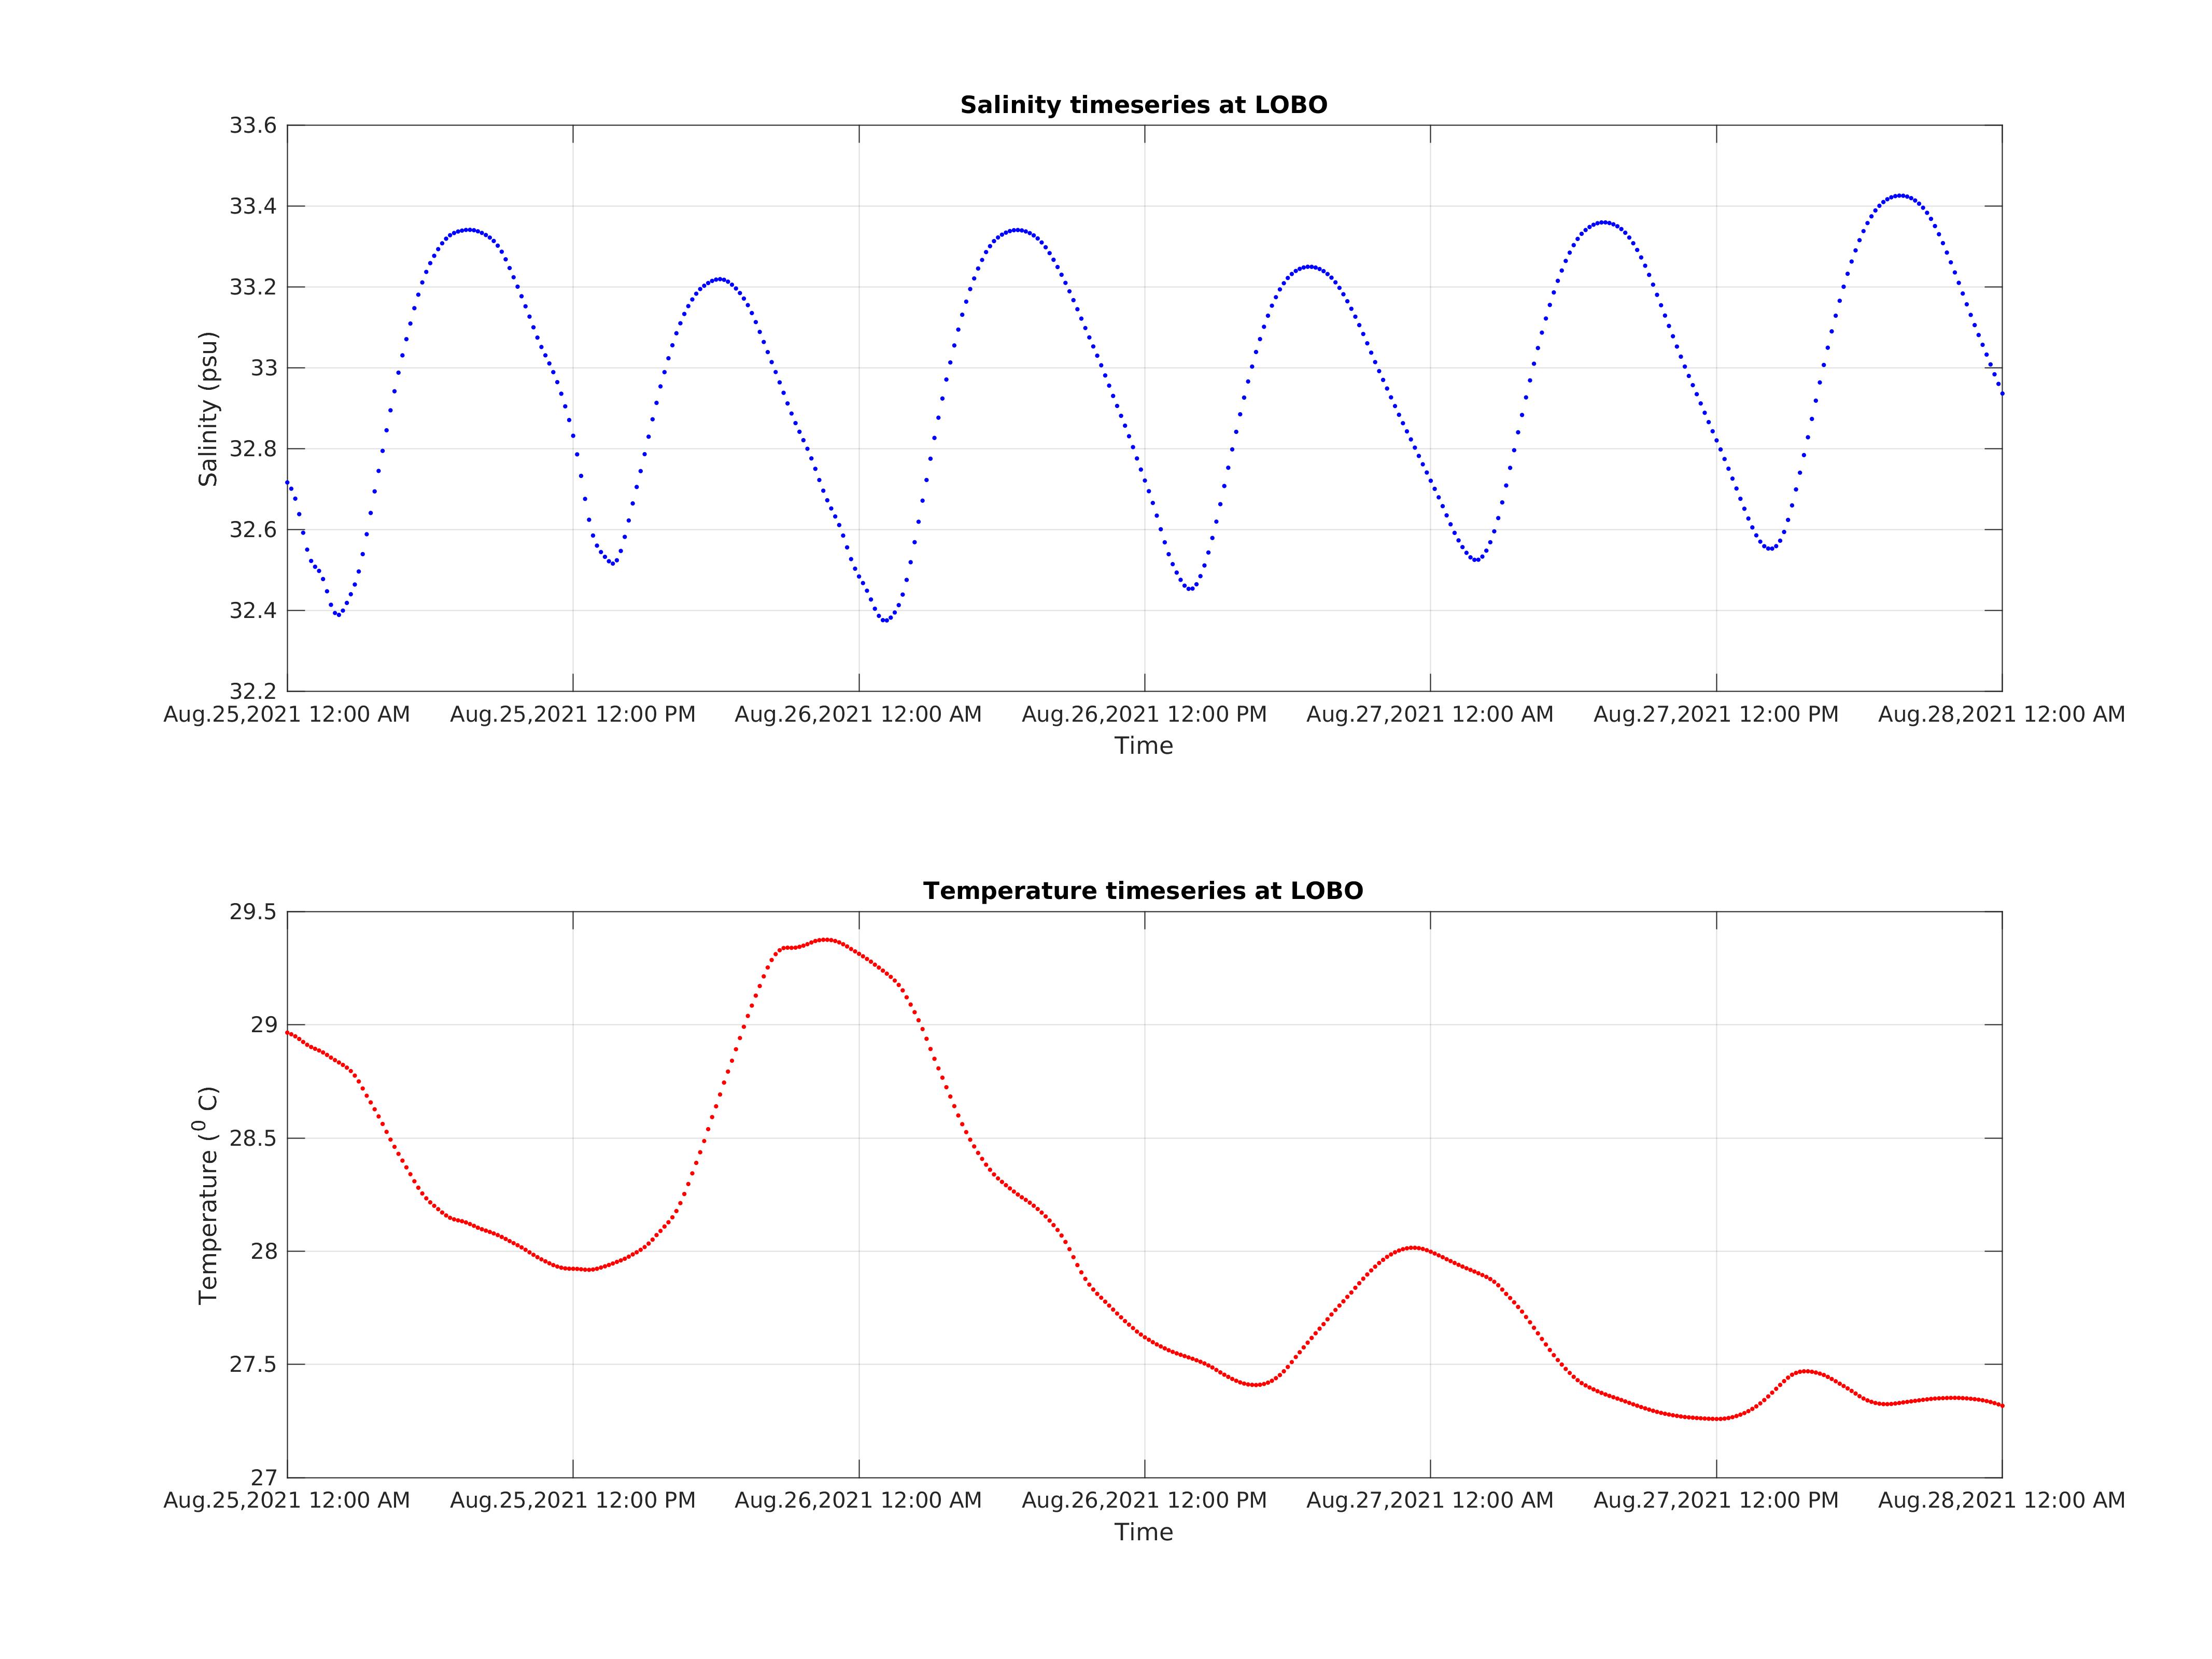 Salinity timeseries at LOBO
33.6
33.4
33.2
33
32.8
32.6
32.4
32.2
Salinity (psu)
Aug.25,2021 12:00 AM Aug.25,2021 12:00 PM Aug.26,2021 12:00 AM Aug.26,2021 12:00 PM Aug.27,2021 12:00 AM Aug.27,2021 12:00 PM Aug.28,2021 12:00 AM
Time
Temperature timeseries at LOBO
29.5
29
28.5
28
27.5
27
Temperature (⁰ C)
Aug.25,2021 12:00 AM Aug.25,2021 12:00 PM Aug.26,2021 12:00 AM Aug.26,2021 12:00 PM Aug.27,2021 12:00 AM Aug.27,2021 12:00 PM Aug.28,2021 12:00 AM
Time